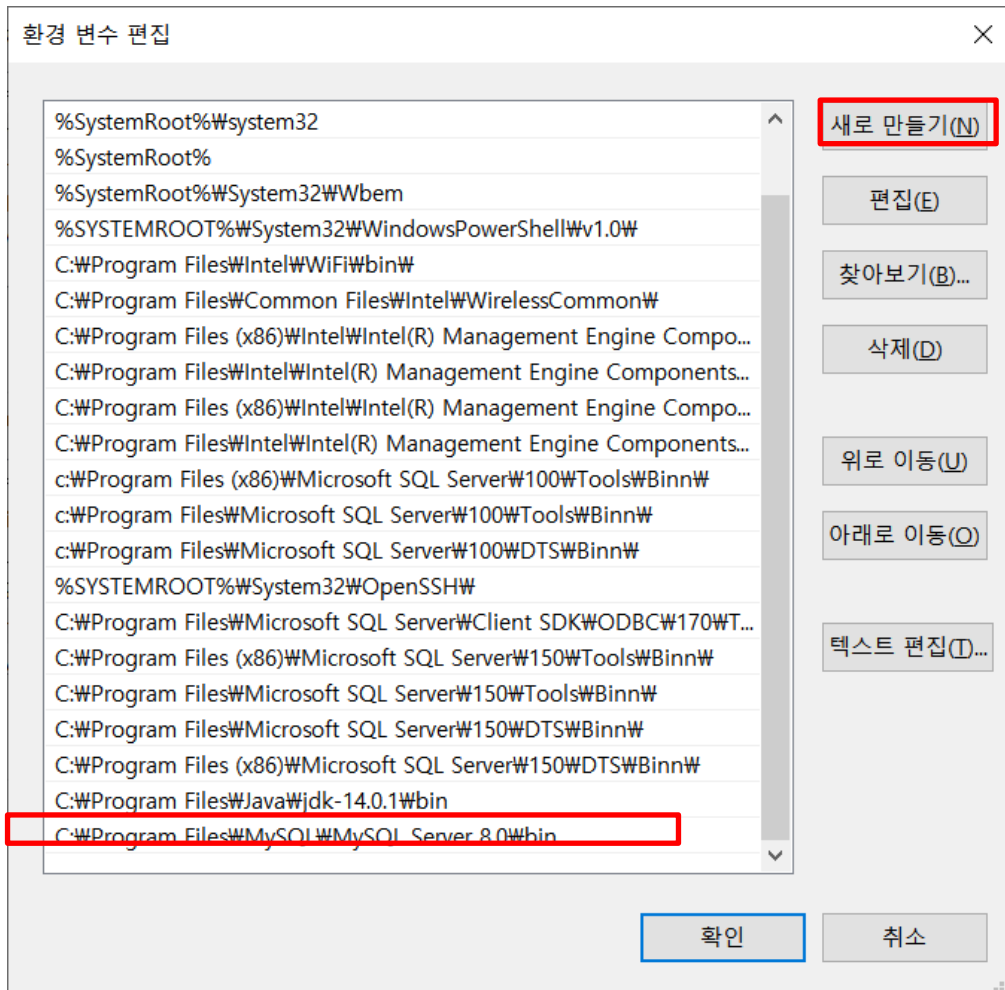 환경 변수 편집
%SystemRoot%₩system32
%SystemRoot%
%SystemRoot%₩System32₩Wbem
%SYSTEMROOT%₩System32₩WindowsPowerShell₩v1.0₩
C:₩Program Files₩Intel₩WiFi₩bin₩
C:₩Program Files₩Common Files₩Intel₩WirelessCommon₩
C:₩Program Files (x86)₩Intel₩Intel(R) Management Engine Compo...
C:₩Program Files₩Intel₩Intel(R) Management Engine Components...
C:₩Program Files (x86)₩Intel₩Intel(R) Management Engine Compo...
C:₩Program Files₩Intel₩Intel(R) Management Engine Components...
c:₩Program Files (x86)₩Microsoft SQL Server₩100₩Tools₩Binn₩
c:₩Program Files₩Microsoft SQL Server₩100₩Tools₩Binn₩
c:₩Program Files₩Microsoft SQL Server₩100₩DTS₩Binn₩
%SYSTEMROOT%₩System32₩OpenSSH₩
C:₩Program Files₩Microsoft SQL Server₩Client SDK₩ODBC₩170₩T...
C:₩Program Files (x86)₩Microsoft SQL Server₩150₩Tools₩Binn₩
C:₩Program Files₩Microsoft SQL Server₩150₩Tools₩Binn₩
C:₩Program Files₩Microsoft SQL Server₩150₩DTS₩Binn₩
C:₩Program Files (x86)₩Microsoft SQL Server₩150₩DTS₩Binn₩
C:₩Program Files₩Java₩jdk-14.0.1₩bin
C:₩Program Files₩MySQL₩MySQL Server 8.0₩bin
새로 만들기(N)
편집(E)
찾아보기(B)...
삭제(D)
위로 이동(U)
아래로 이동(O)
텍스트 편집(T)...
확인
취소